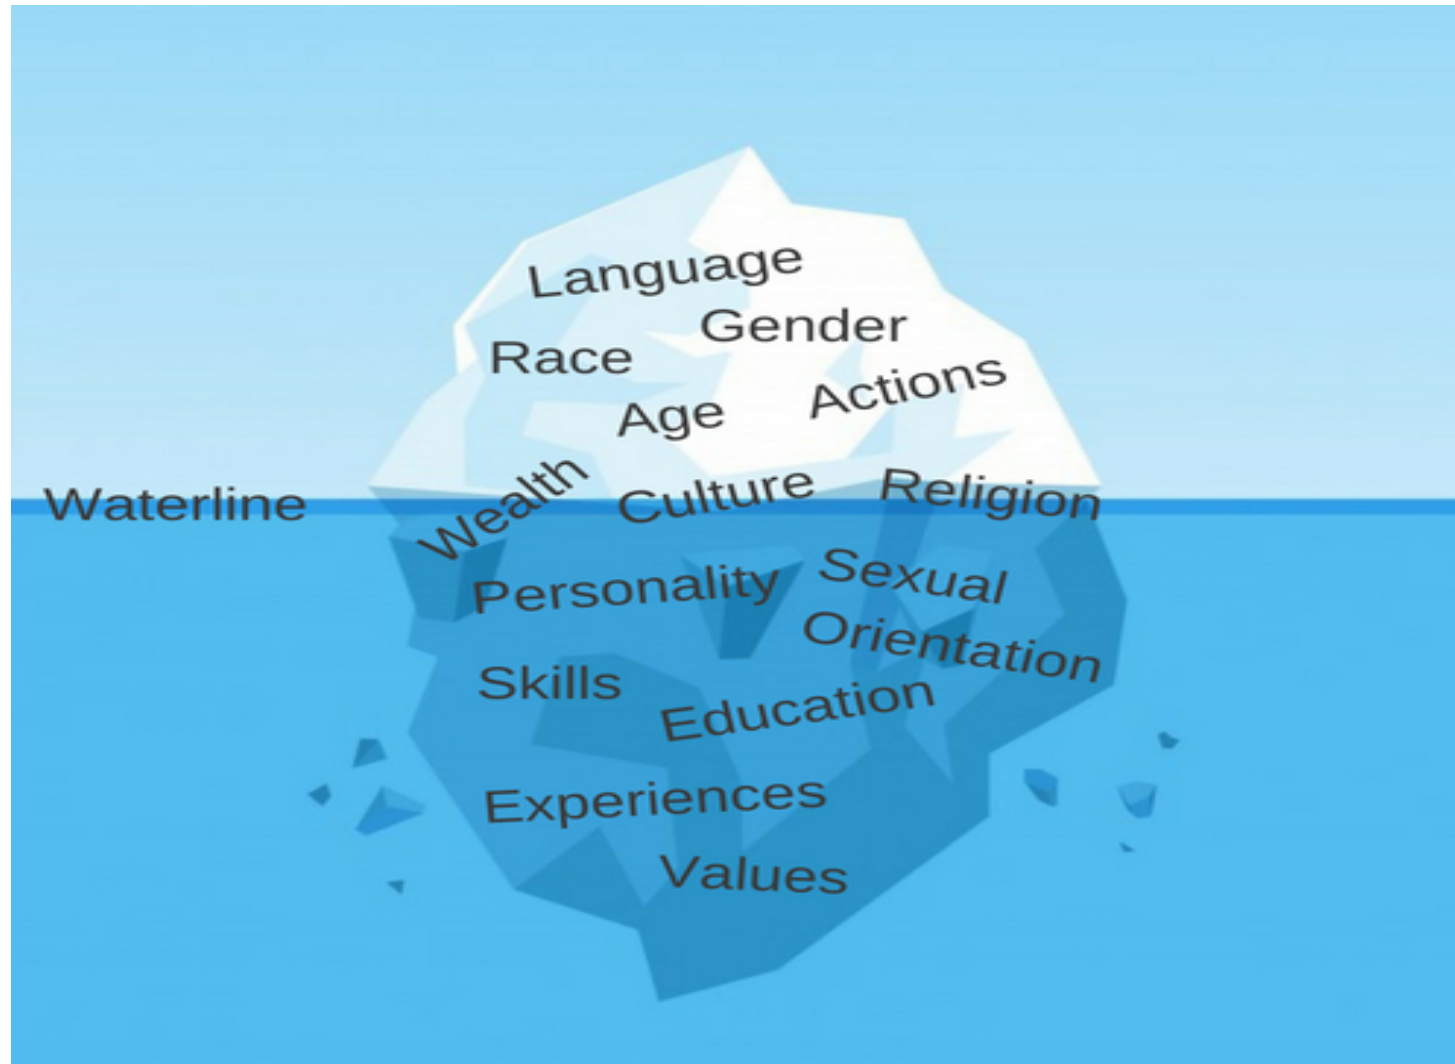 Language
Gender
Race
Actions
Age
Wealth
Culture
Religion
Waterline
Sexual
Orientation
Personality
Skills
Education
Experiences
Values